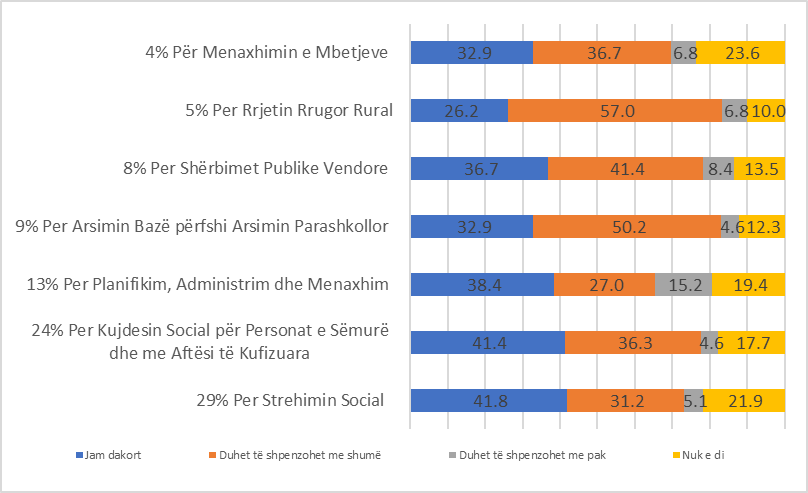 4% Për Menaxhimin e Mbetjeve
32.9 36.7 6.8 23.6
5% Per Rrjetin Rrugor Rural
26.2 57.0 6.8 10.0
8% Per Shërbimet Publike Vendore
36.7 41.4 8.4 13.5
9% Per Arsimin Bazë përfshi Arsimin Parashkollor
32.9 50.2 4.6 12.3
13% Per Planifikim, Administrim dhe Menaxhim
38.4 27.0 15.2 19.4
24% Per Kujdesin Social për Personat e Sëmurë
dhe me Aftësi të Kufizuara
41.4 36.3 4.6 17.7
29% Per Strehimin Social
41.8 31.2 5.1 21.9
Jam dakort Duhet të shpenzohet me shumë Duhet të shpenzohet me pak Nuk e di